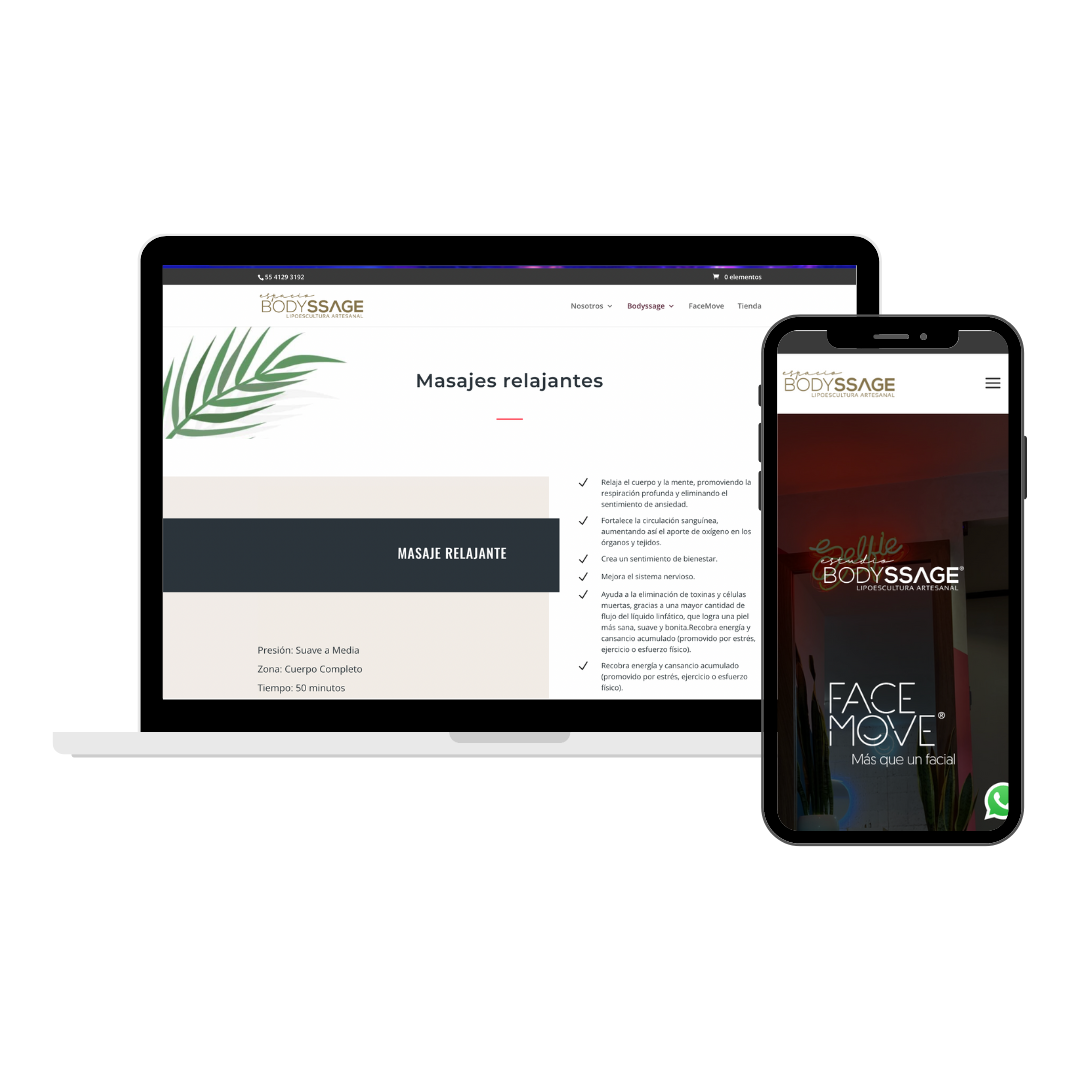 55 4129 3192
0 elementos
espacio
BODYSSAGE
LIPOESCULTURA ARTESANAL
Nosotros
Bodyssage
FaceMove
Tienda
Masajes relajantes
MASAJE RELAJANTE
Presión: Suave a Media
Zona: Cuerpo Completo
Tiempo: 50 minutos
Relaja el cuerpo y la mente, promoviendo la
respiración profunda y eliminando el
sentimiento de ansiedad.
Fortalece la circulación sanguínea,
aumentando así el aporte de oxígeno en los
órganos y tejidos.
Crea un sentimiento de bienestar.
Mejora el sistema nervioso.
Ayuda a la eliminación de toxinas y células
muertas, gracias a una mayor cantidad de
flujo del líquido linfático, que logra una piel
más sana, suave y bonita.Recobra energía y
cansancio acumulado (promovido por estrés,
ejercicio o esfuerzo físico).
Recobra energía y cansancio acumulado
(promovido por estrés, ejercicio o esfuerzo
físico).
espacio
BODYSSAGE
LIPOESCULTURA ARTESANAL
Selfie
estudio
BODYSSAGE®
LIPOESCULTURA ARTESANAL
FACE
MOVE®
Más que un facial